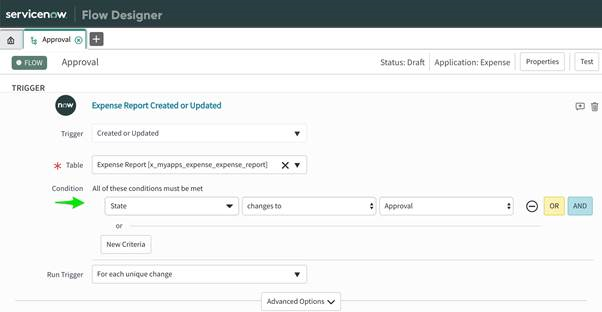 servicenow Flow Designer
Approval
FLOW Approval Status: Draft Application: Expense Properties Test
TRIGGER
now Expense Report Created or Updated
Trigger Created or Updated
* Table Expense Report [x_myapps_expense_expense_report]
Condition All of these conditions must be met
State changes to Approval OR AND
or
New Criteria
Run Trigger For each unique change
Advanced Options